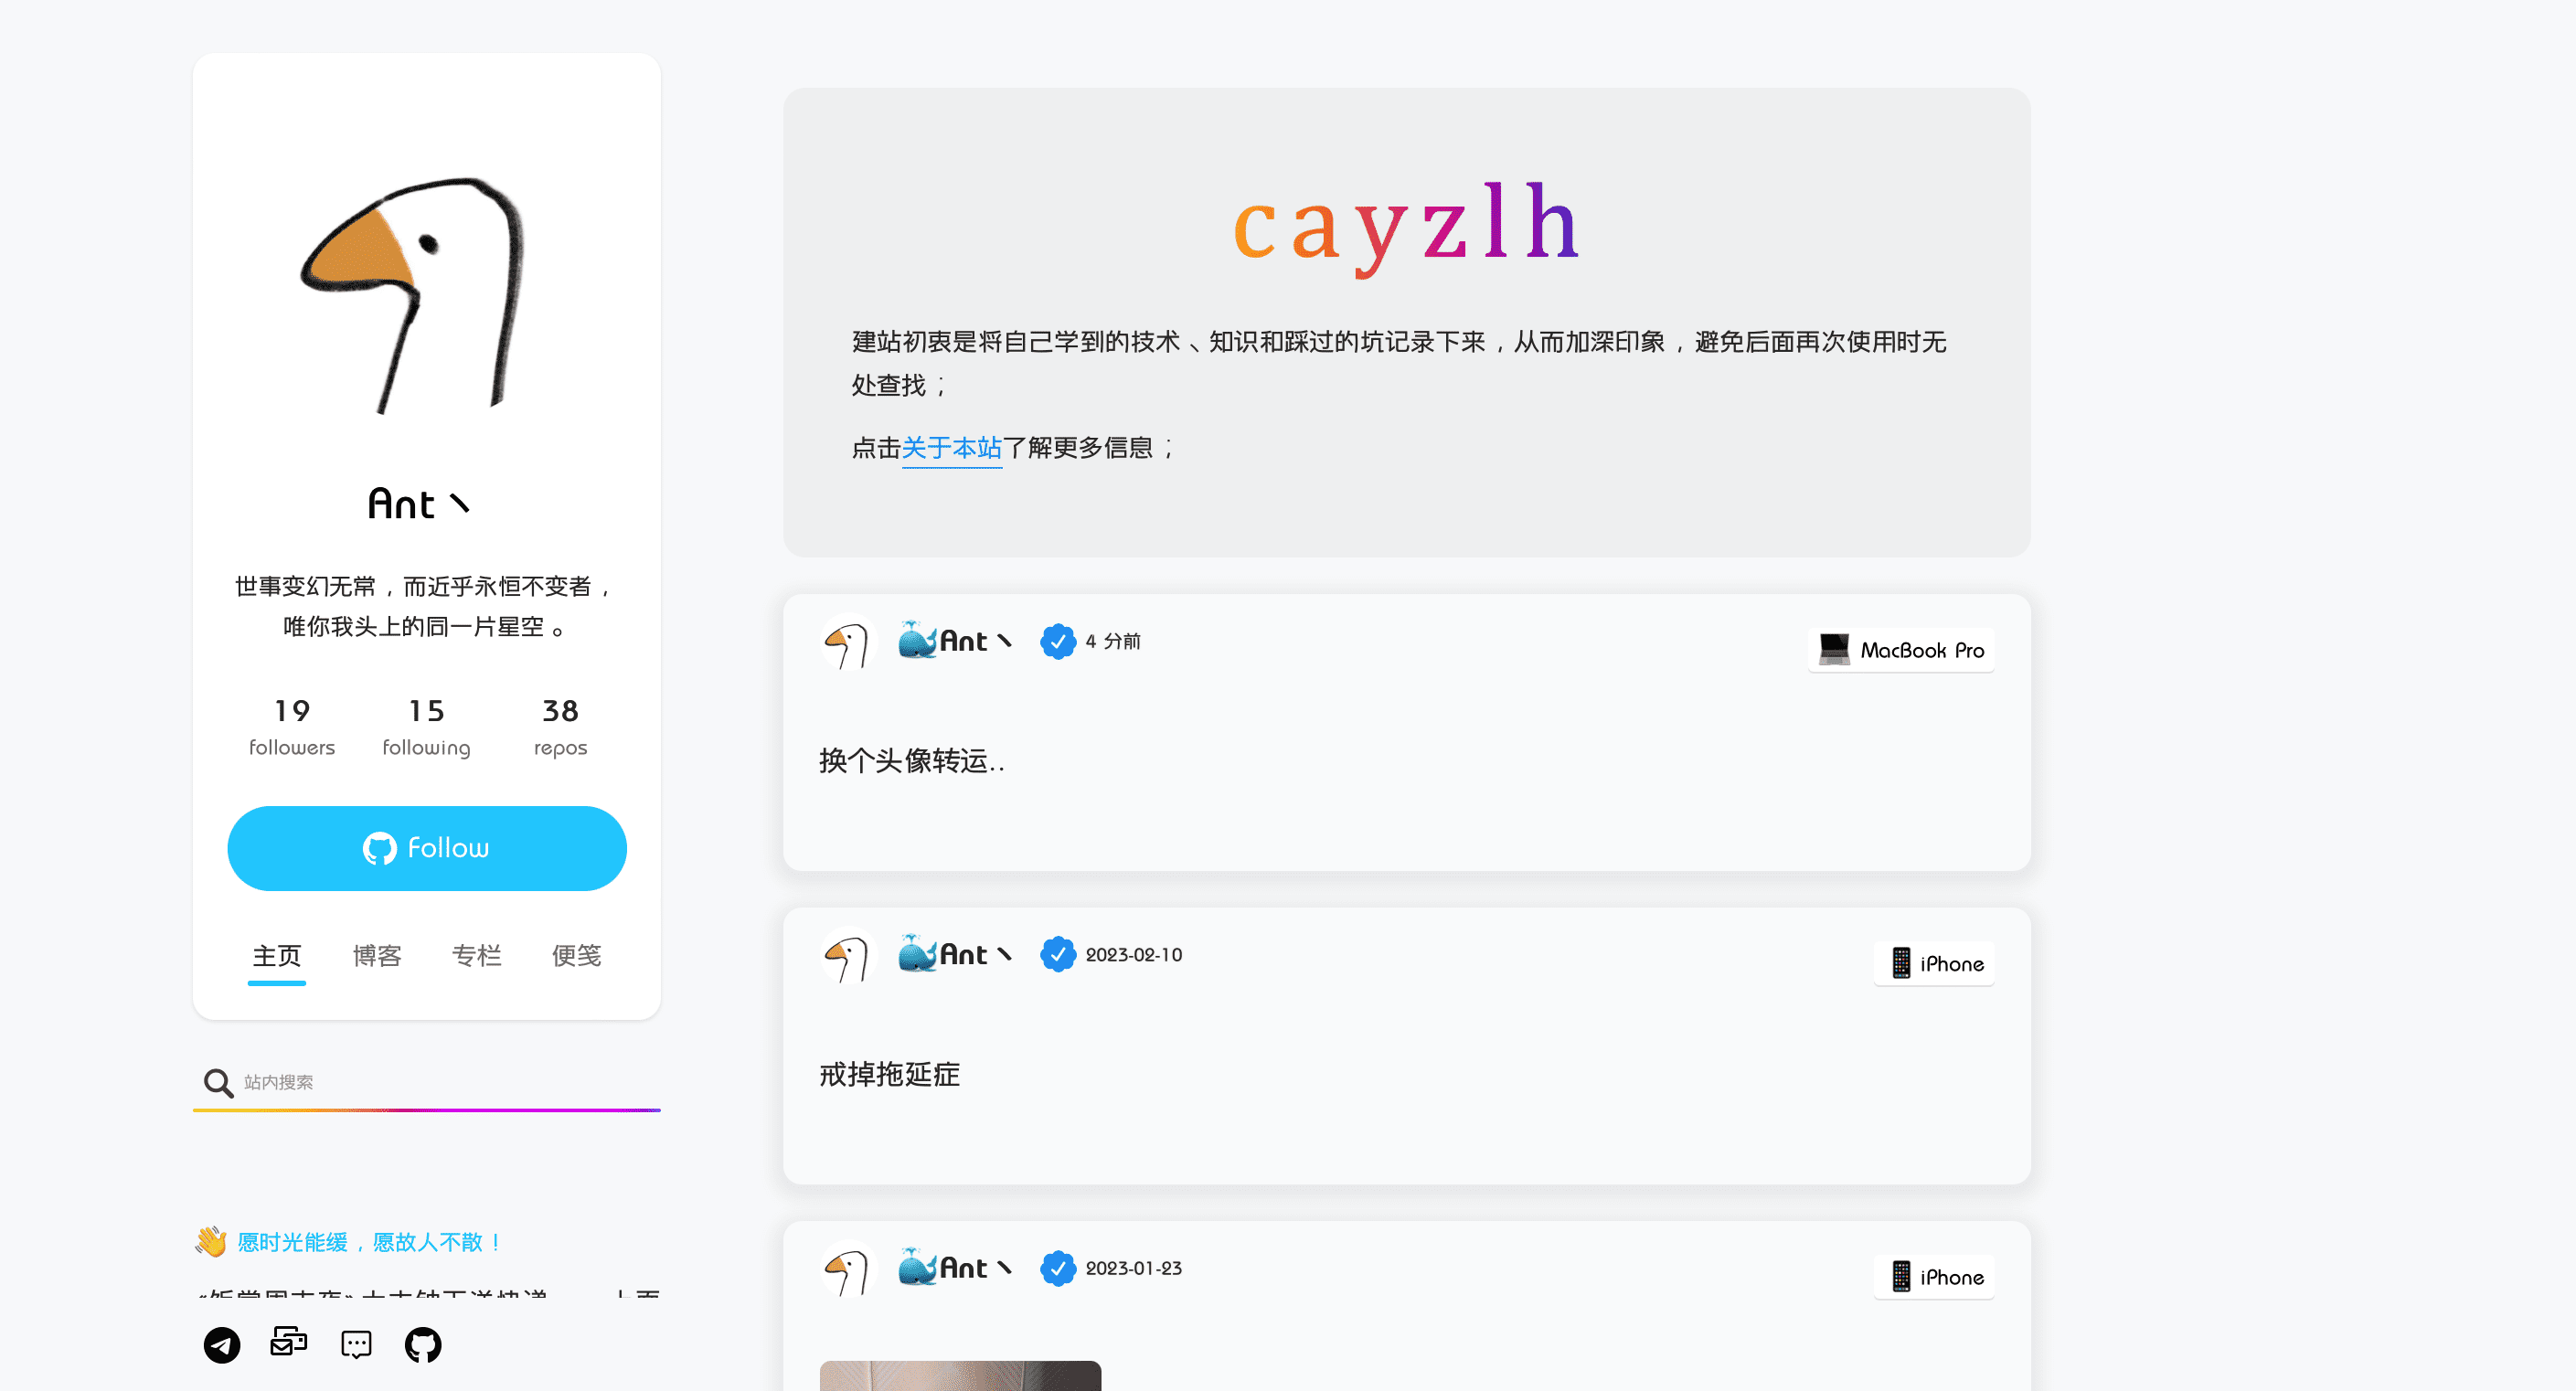 Ant丶
世事变幻无常，而近乎永恒不变者，
唯你我头上的同一片星空。
19 15 38
followers following repos
Follow
主页 博客 专栏 便笺
站内搜索
👋 愿时光能缓，愿故人不散！
cayzlh
建站初衷是将自己学到的技术、知识和踩过的坑记录下来，从而加深印象，避免后面再次使用时无
处查找；
点击关于本站了解更多信息；
🐳Ant丶 4 分前 MacBook Pro
换个头像转运..
🐳Ant丶 2023-02-10 iPhone
戒掉拖延症
🐳Ant丶 2023-01-23 iPhone